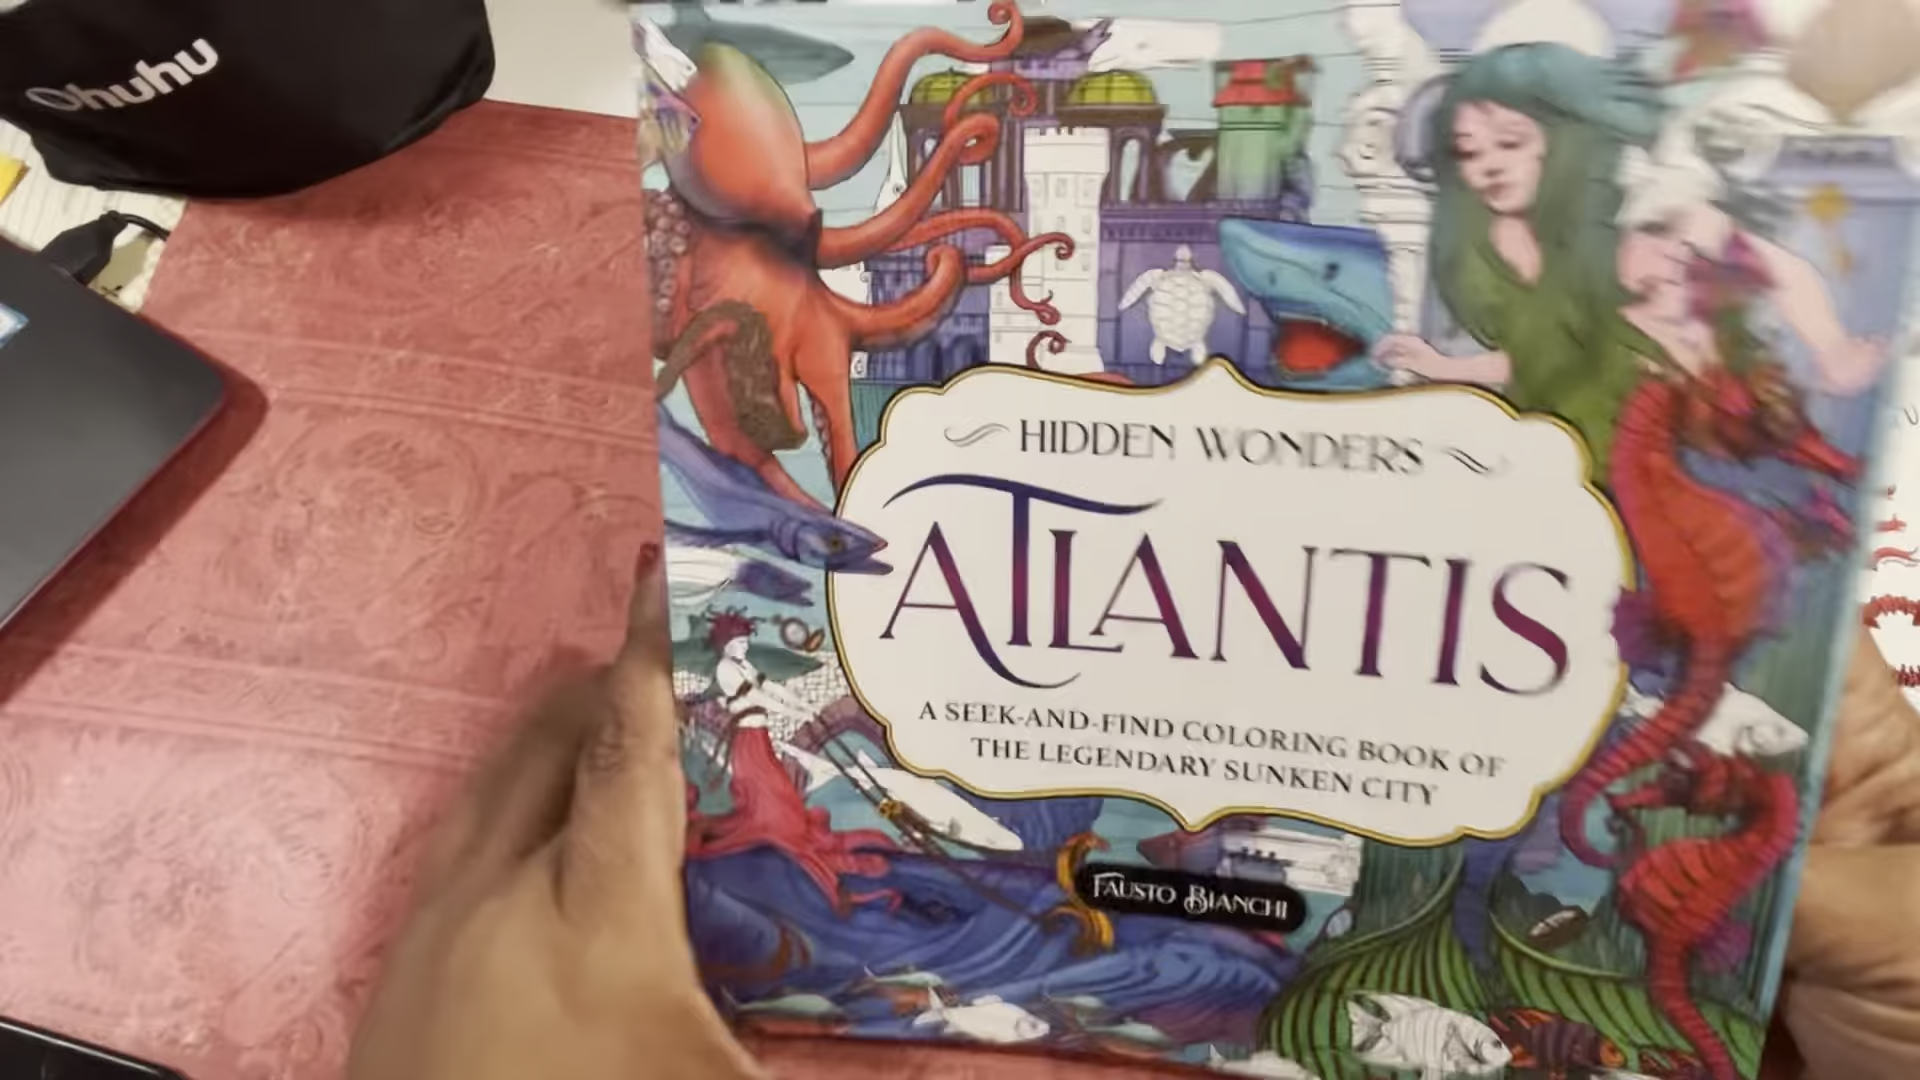 Ohuhu
HIDDEN WONDERS
ATLANTIS
A SEEK-AND-FIND COLORING BOOK OF
THE LEGENDARY SUNKEN CITY
FAUSTO BIANCHI